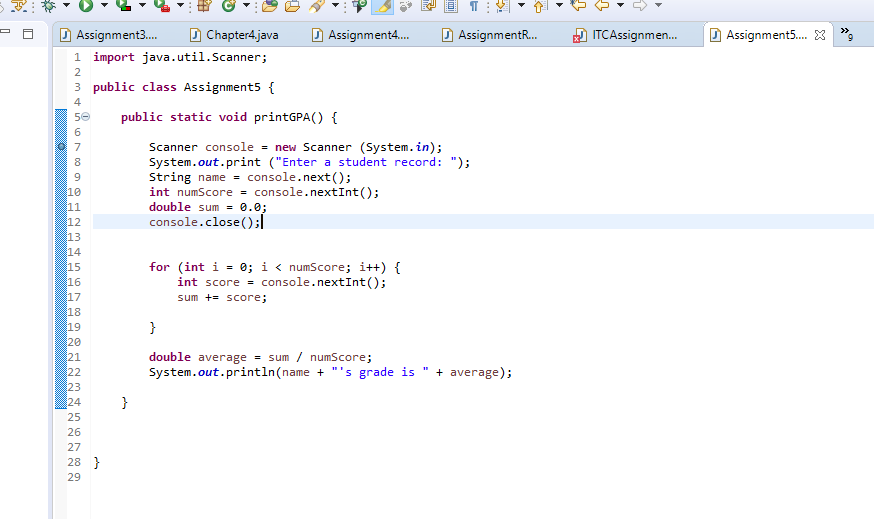 Assignment3.... Chapter4.java Assignment4.... AssignmentR... ITCAssignmen... Assignment5.... »9
1 import java.util.Scanner;
2
3 public class Assignment5 {
4
5 public static void printGPA() {
6
7 Scanner console = new Scanner (System.in);
8 System.out.print ("Enter a student record: ");
9 String name = console.next();
10 int numScore = console.nextInt();
11 double sum = 0.0;
12 console.close();
13
14
15 for (int i = 0; i < numScore; i++) {
16 int score = console.nextInt();
17 sum += score;
18
19 }
20
21 double average = sum / numScore;
22 System.out.println(name + "'s grade is " + average);
23
24 }
25
26
27
28 }
29